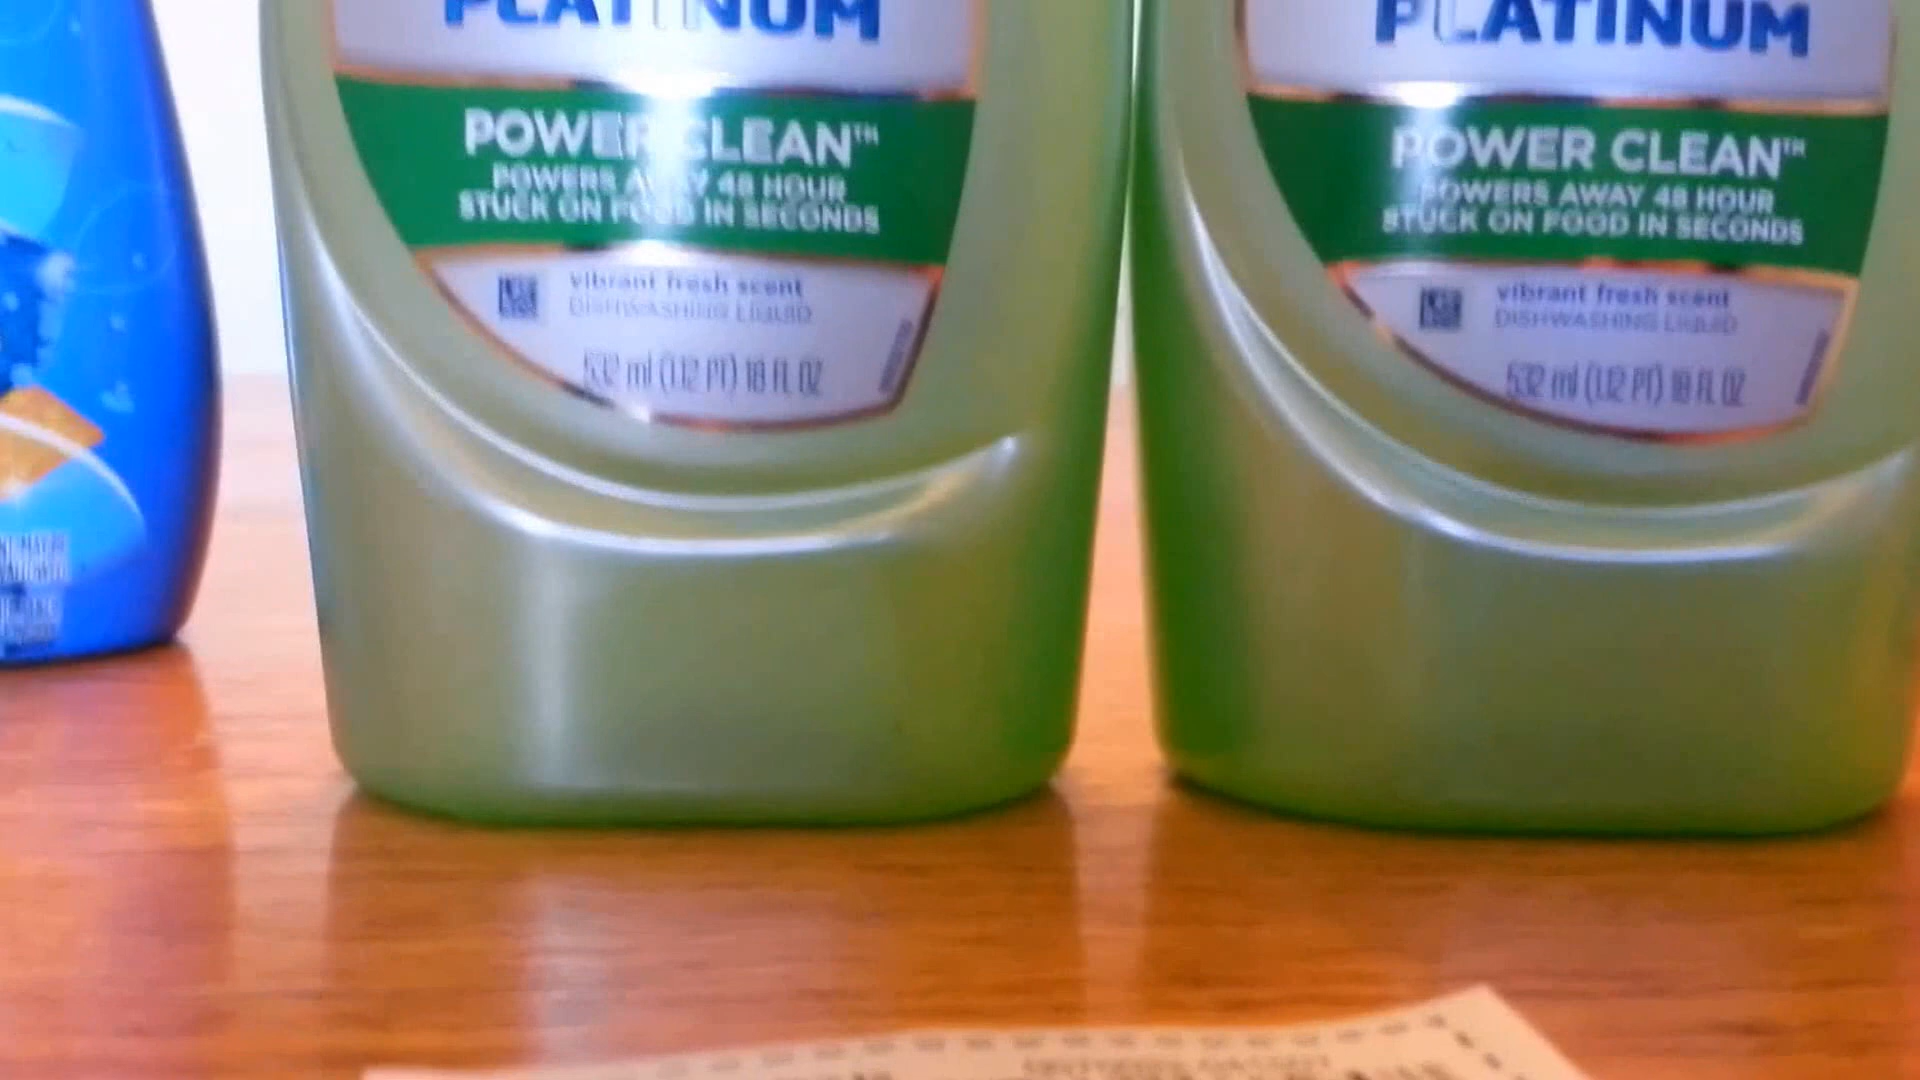 PLATINUM
POWER CLEAN™
POWERS AWAY 48 HOUR
STUCK ON FOOD IN SECONDS
vibrant fresh scent
DISHWASHING LIQUID
532 ml (1.12 PT) 18 FL OZ
PLATINUM
POWER CLEAN™
POWERS AWAY 48 HOUR
STUCK ON FOOD IN SECONDS
vibrant fresh scent
DISHWASHING LIQUID
532 ml (1.12 PT) 18 FL OZ